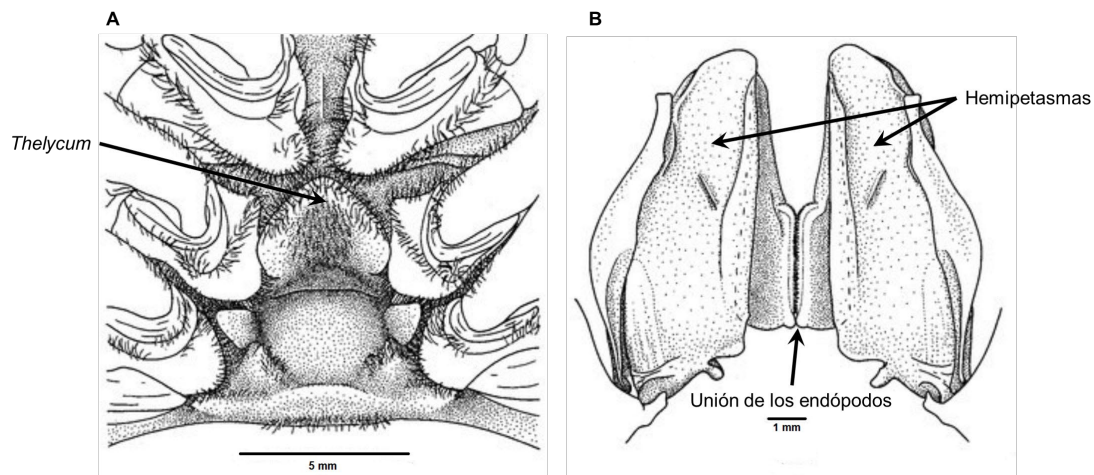 A
B
Thelycum
Hemipetasmas
Unión de los endópodos
1 mm
5 mm